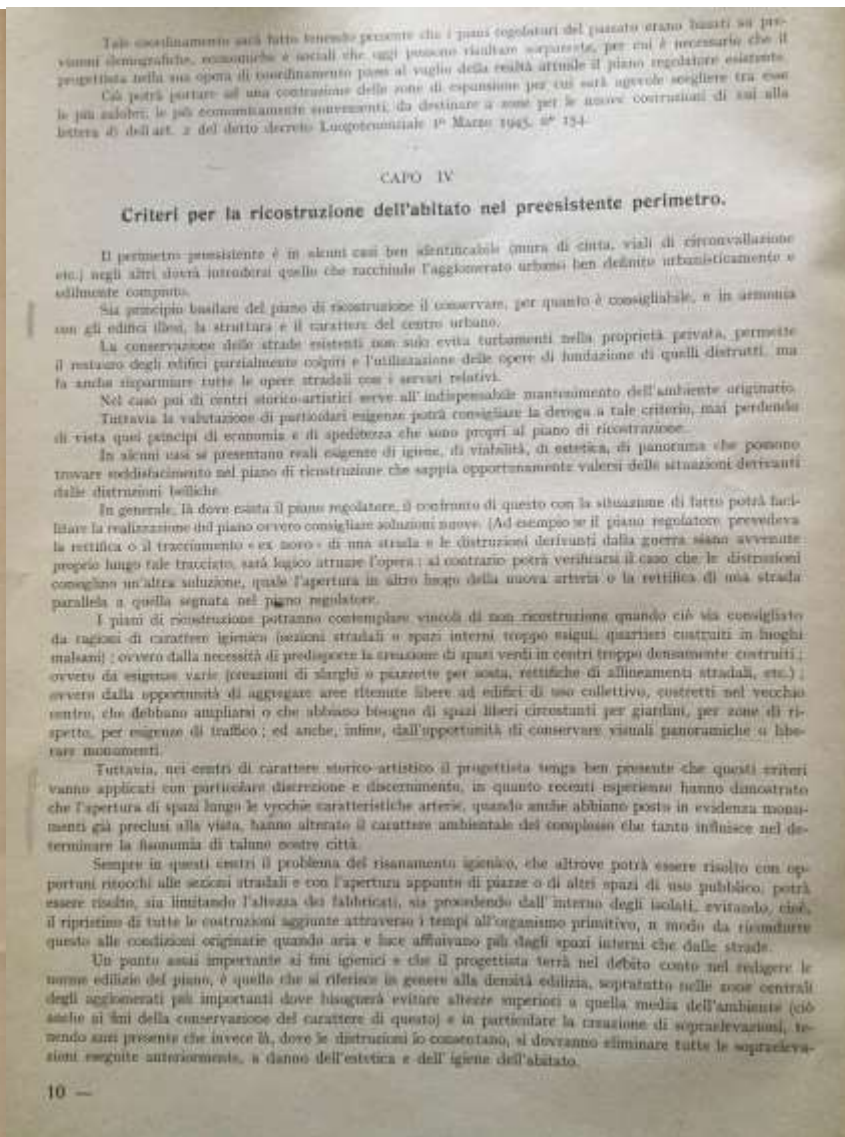 Tale coordinamento sarà fatto tenendo presente che i piani regolatori del passato erano basati su pre-
visioni demografiche, economiche e sociali che oggi possono risultare sorpassate, per cui è necessario che il
progettista nella sua opera di coordinamento passi al vaglio della realtà attuale il piano regolatore esistente.
Ciò potrà portare ad una contrazione delle zone di espansione per cui sarà agevole scegliere tra esse
le più salubri, le più economicamente convenienti, da destinare a zone per le nuove costruzioni di cui alla
lettera d) dell'art. 2 del detto decreto Luogotenenziale 1º Marzo 1945, nº 154.
CAPO IV
Criteri per la ricostruzione dell'abitato nel preesistente perimetro.
Il perimetro preesistente è in alcuni casi ben identificabile (mura di città, viali di circonvallazione
etc.) negli altri dovrà intendersi quello che racchiude l'agglomerato urbano ben definito urbanisticamente e
edilmente compiuto.
Sia principio basilare del piano di ricostruzione il conservare, per quanto è consigliabile, e in armonia
con gli edifici illesi, la struttura e il carattere del centro urbano.
La conservazione delle strade esistenti non solo evita turbamenti nella proprietà privata, permette
il restauro degli edifici parzialmente colpiti e l'utilizzazione delle opere di fondazione di quelli distrutti, ma
fa anche risparmiare tutte le opere stradali con i servizi relativi.
Nel caso poi di centri storico-artistici serve all' indispensabile mantenimento dell'ambiente originario.
Tuttavia la valutazione di particolari esigenze potrà consigliare la deroga a tale criterio, mai perdendo
di vista quei principi di economia e di speditezza che sono propri al piano di ricostruzione.
In alcuni casi si presentano reali esigenze di igiene, di viabilità, di estetica, di panorama che possono
trovare soddisfacimento nel piano di ricostruzione che sappia opportunamente valersi delle situazioni derivanti
dalle distruzioni belliche.
In generale, là dove esista il piano regolatore, il confronto di questo con la situazione di fatto potrà faci-
litare la realizzazione del piano ovvero consigliare soluzioni nuove. (Ad esempio se il piano regolatore prevedeva
la rettifica o il tracciamento « ex novo » di una strada e le distruzioni derivanti dalla guerra siano avvenute
proprio lungo tale tracciato, sarà logico attuare l'opera ; al contrario potrà verificarsi il caso che le distruzioni
consiglino un'altra soluzione, quale l'apertura in altro luogo della nuova arteria o la rettifica di una strada
parallela a quella segnata nel piano regolatore.
I piani di ricostruzione potranno contemplare vincoli di non ricostruzione quando ciò sia consigliato
da ragioni di carattere igienico (sezioni stradali o spazi interni troppo esigui, quartieri costruiti in luoghi
malsani) ; ovvero dalla necessità di predisporre la creazione di spazi verdi in centri troppo densamente costruiti ;
ovvero da esigenze varie (creazioni di slarghi o piazzette per sosta, rettifiche di allineamenti stradali, etc.) ;
ovvero dalla opportunità di aggregare aree ritenute libere ad edifici di uso collettivo, costretti nel vecchio
centro, che debbano ampliarsi o che abbiano bisogno di spazi liberi circostanti per giardini, per zone di ri-
spetto, per esigenze di traffico ; ed anche, infine, dall'opportunità di conservare visuali panoramiche o libe-
rare monumenti.
Tuttavia, nei centri di carattere storico-artistico il progettista tenga ben presente che questi criteri
vanno applicati con particolare discrezione e discernimento, in quanto recenti esperienze hanno dimostrato
che l'apertura di spazi lungo le vecchie caratteristiche arterie, quando anche abbiano posto in evidenza monu-
menti già preclusi alla vista, hanno alterato il carattere ambientale del complesso che tanto influisce nel de-
terminare la fisonomia di talune nostre città.
Sempre in questi centri il problema del risanamento igienico, che altrove potrà essere risolto con op-
portuni ritocchi alle sezioni stradali e con l'apertura appunto di piazze o di altri spazi di uso pubblico, potrà
essere risolto, sia limitando l'altezza dei fabbricati, sia procedendo dall' interno degli isolati, evitando, cioè,
il ripristino di tutte le costruzioni aggiunte attraverso i tempi all'organismo primitivo, n modo da ricondurre
questo alle condizioni originarie quando aria e luce affluivano più dagli spazi interni che dalle strade.
Un punto assai importante ai fini igienici e che il progettista terrà nel debito conto nel redigere le
norme edilizie del piano, è quello che si riferisce in genere alla densità edilizia, sopratutto nelle zone centrali
degli agglomerati più importanti dove bisognerà evitare altezze superiori a quella media dell'ambiente (ciò
anche ai fini della conservazione del carattere di questo) e in particolare la creazione di sopraelevazioni, te-
nendo anzi presente che invece là, dove le distruzioni lo consentano, si dovranno eliminare tutte le sopraeleva-
zioni eseguite anteriormente, a danno dell'estetica e dell' igiene dell'abitato.
10 —